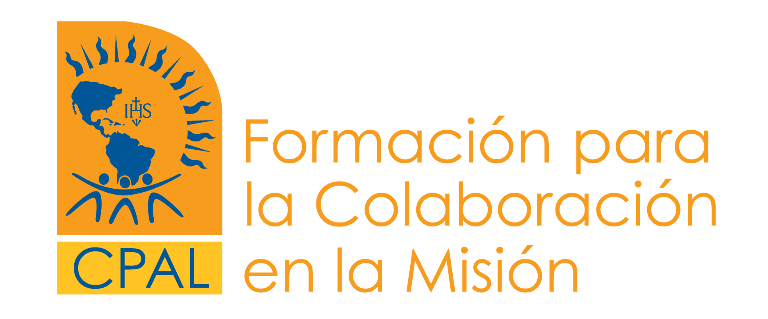 IHS
CPAL
Formación para
la Colaboración
en la Misión